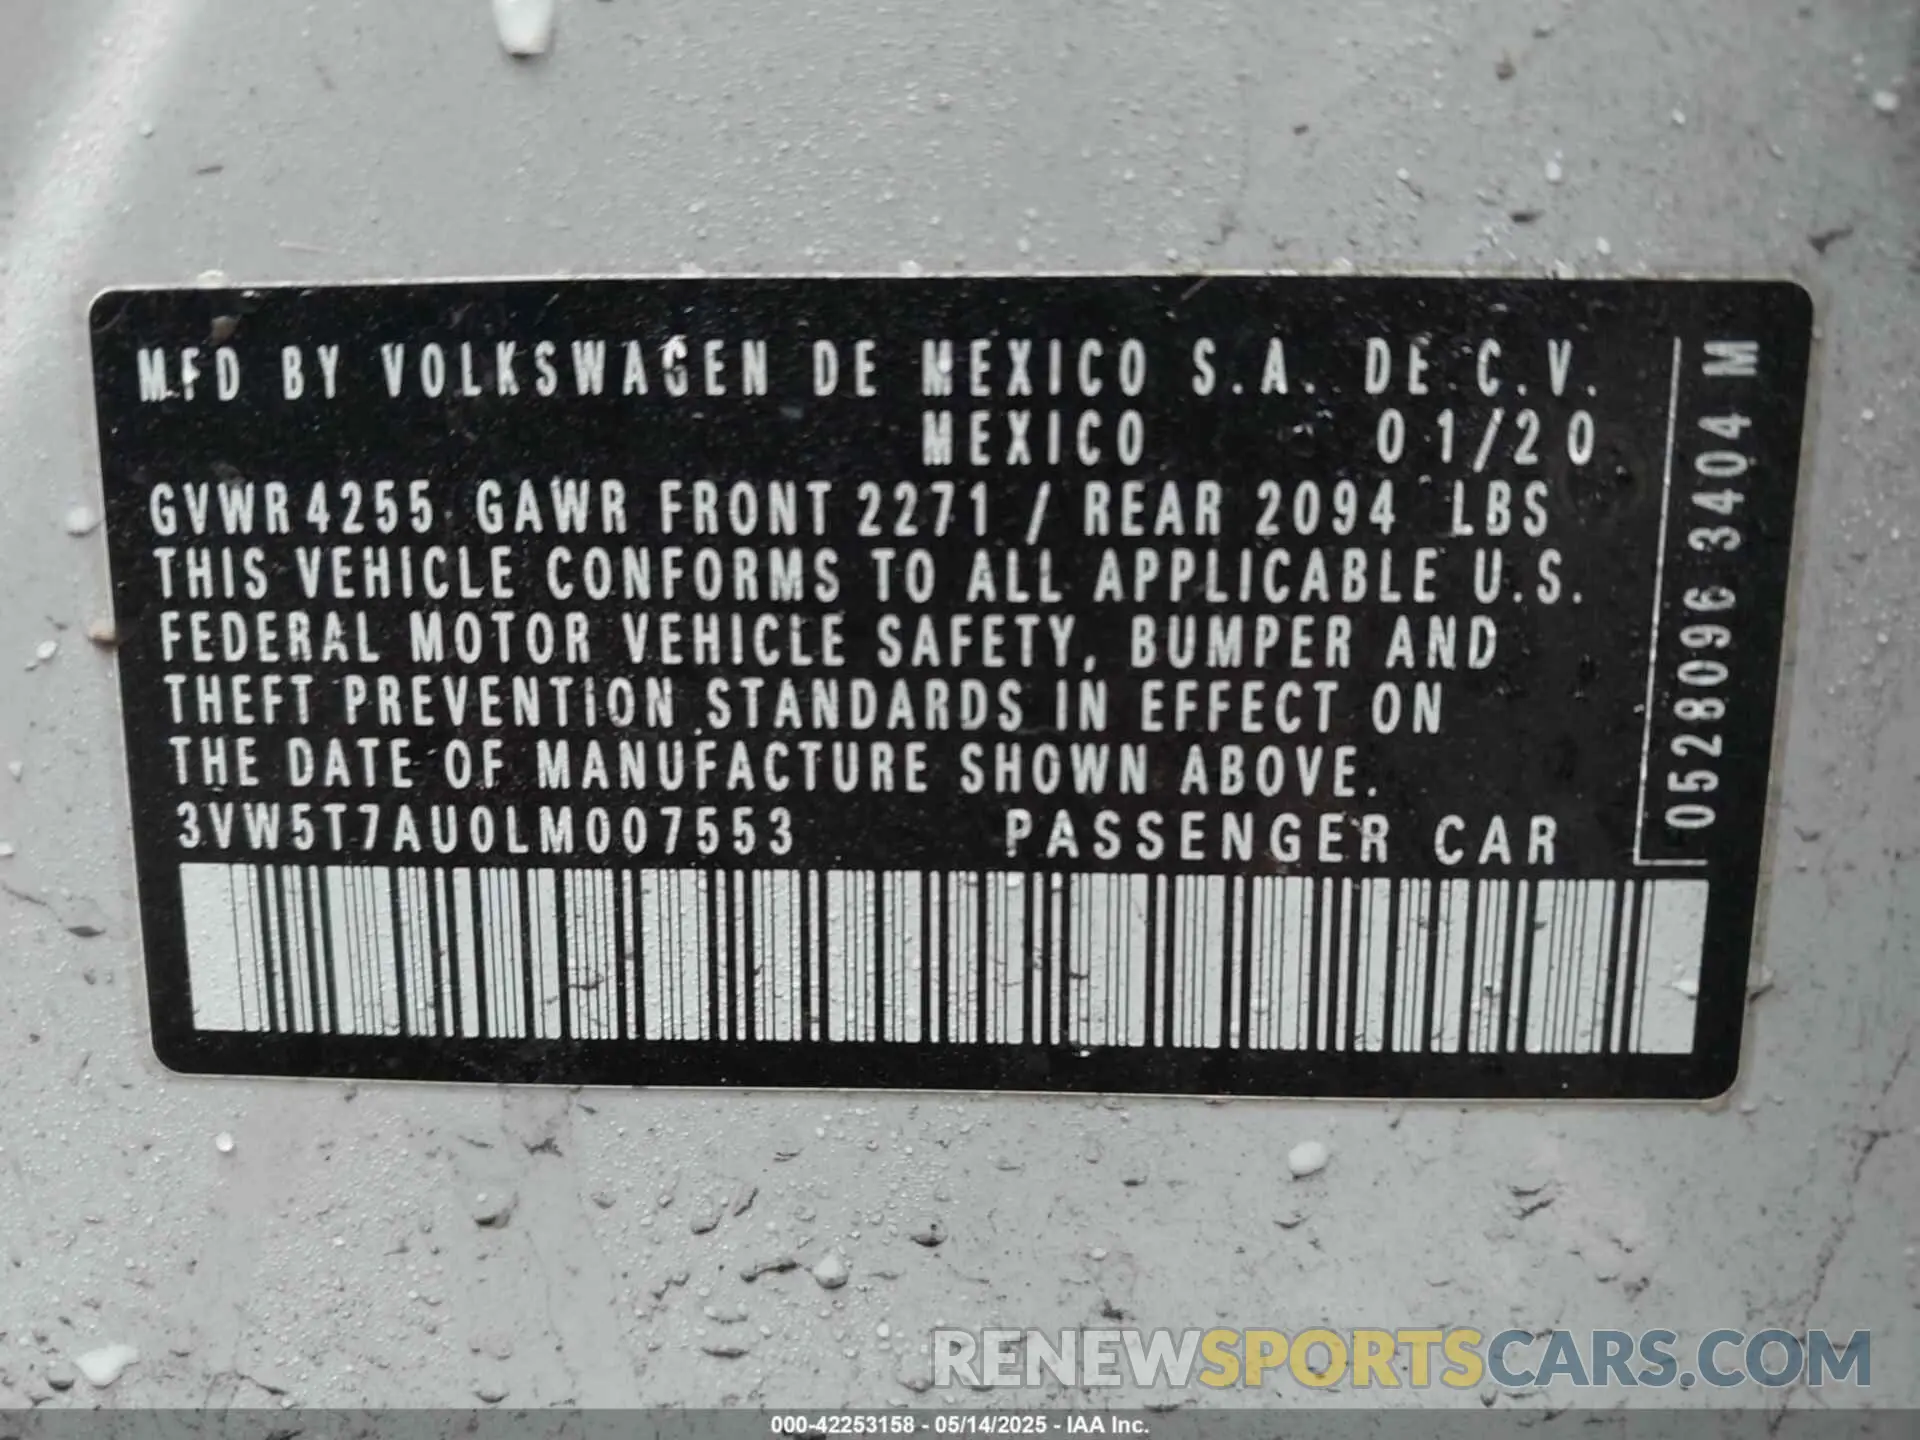 MFD BY VOLKSWAGEN DE MEXICO S.A. DE C.V.
MEXICO 01/20
GVWR 4255 GAWR FRONT 2271 / REAR 2094 LBS
THIS VEHICLE CONFORMS TO ALL APPLICABLE U.S.
FEDERAL MOTOR VEHICLE SAFETY, BUMPER AND
THEFT PREVENTION STANDARDS IN EFFECT ON
THE DATE OF MANUFACTURE SHOWN ABOVE.
3VW5T7AU0LM007553 PASSENGER CAR
0528096 3404 M
RENEWSPORTSCARS.COM
000-42253158 - 05/14/2025 - IAA Inc.